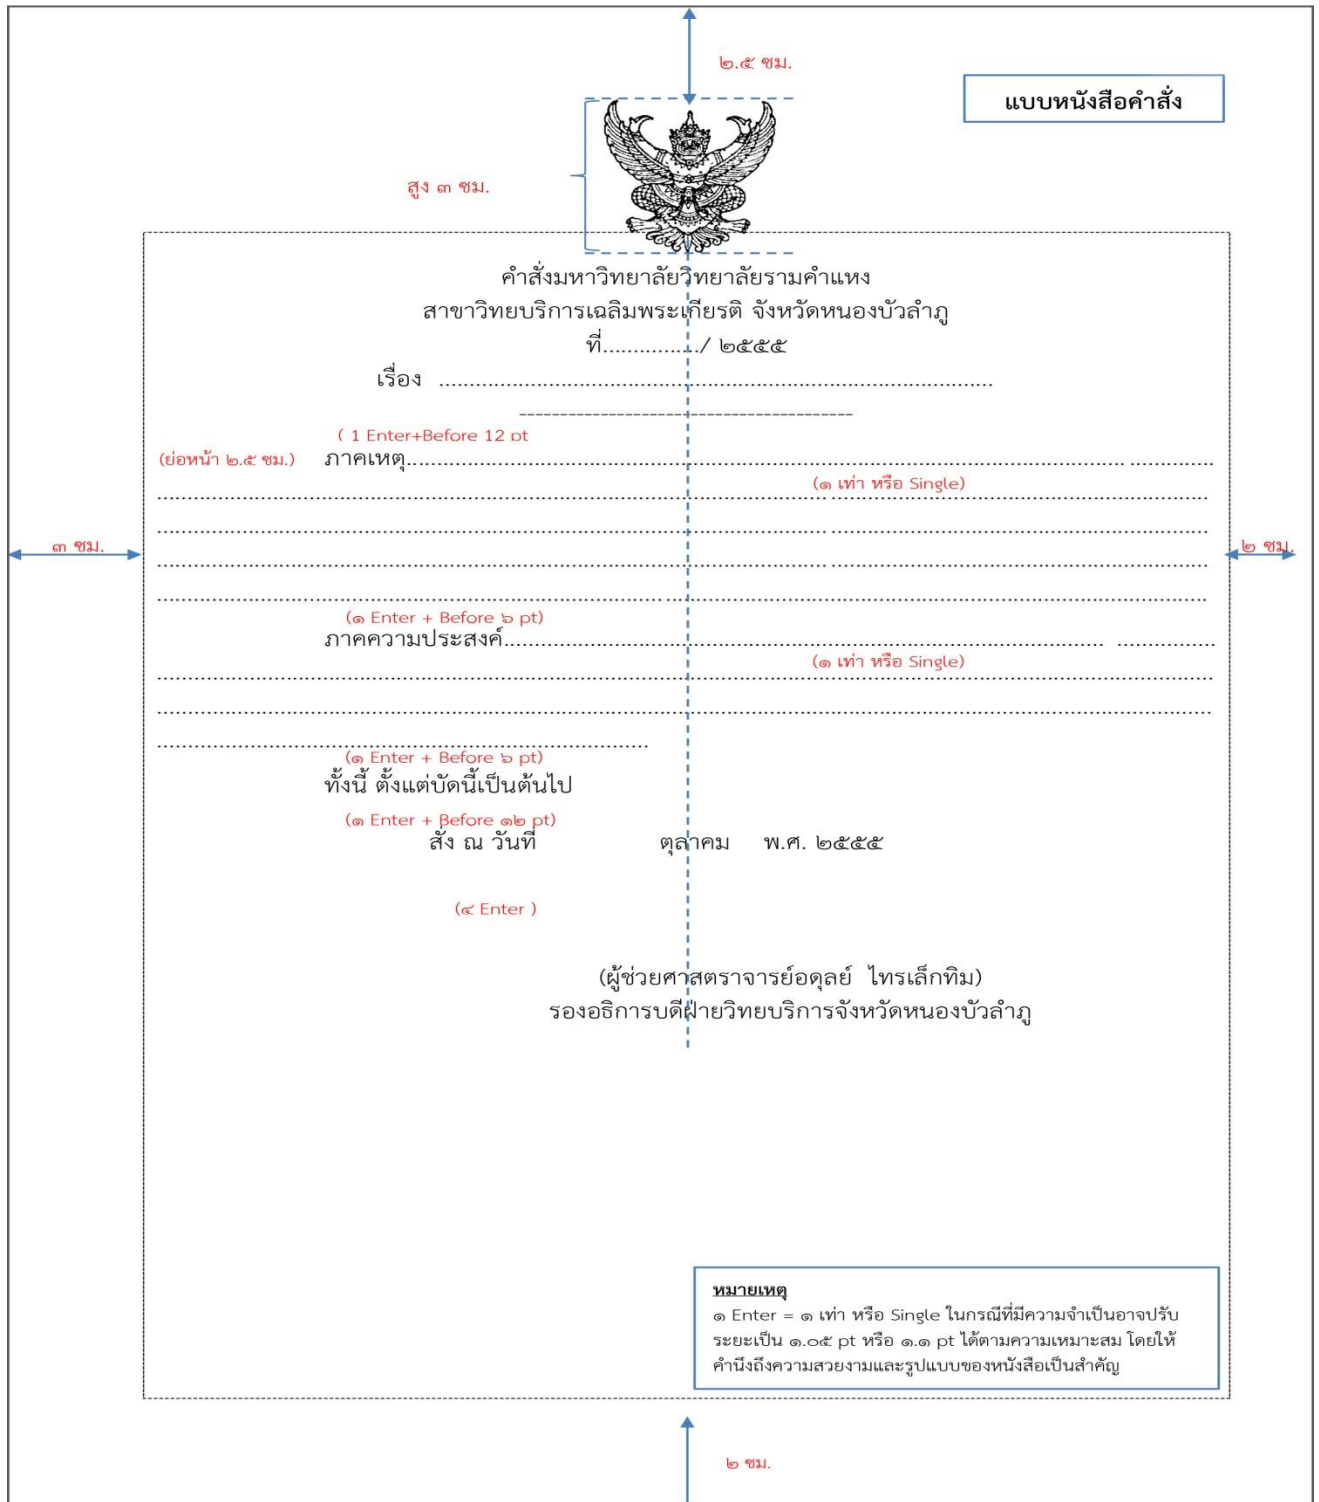 ๒.๕ ซม.
แบบหนังสือคำสั่ง
สูง ๓ ซม.
คำสั่งมหาวิทยาลัยวิทยาลัยรามคำแหง
สาขาวิทยบริการเฉลิมพระเกียรติ จังหวัดหนองบัวลำภู
ที่................/ ๒๕๕๕
เรื่อง ............................................................................................
-----------------------------------------
( 1 Enter+Before 12 pt
(ย่อหน้า ๒.๕ ซม.) ภาคเหตุ........................................................................................................................ ..............
(๑ เท่า หรือ Single)
................................................................................................................................................................................
................................................................................................................................................................................
๓ ซม. ๒ ซม.
................................................................................................................................................................................
................................................................................................................................................................................
(๑ Enter + Before ๖ pt)
ภาคความประสงค์.................................................................................................... ................
(๑ เท่า หรือ Single)
................................................................................................................................................................................
................................................................................................................................................................................
.................................................................................
(๑ Enter + Before ๖ pt)
ทั้งนี้ ตั้งแต่บัดนี้เป็นต้นไป
(๑ Enter + Before ๑๒ pt)
สั่ง ณ วันที่ ตุลาคม พ.ศ. ๒๕๕๕
(๔ Enter )
(ผู้ช่วยศาสตราจารย์อดุลย์ ไทรเล็กทิม)
รองอธิการบดีฝ่ายวิทยบริการจังหวัดหนองบัวลำภู
หมายเหตุ
๑ Enter = ๑ เท่า หรือ Single ในกรณีที่มีความจำเป็นอาจปรับ
ระยะเป็น ๑.๐๕ pt หรือ ๑.๑ pt ได้ตามความเหมาะสม โดยให้
คำนึงถึงความสวยงามและรูปแบบของหนังสือเป็นสำคัญ
๒ ซม.